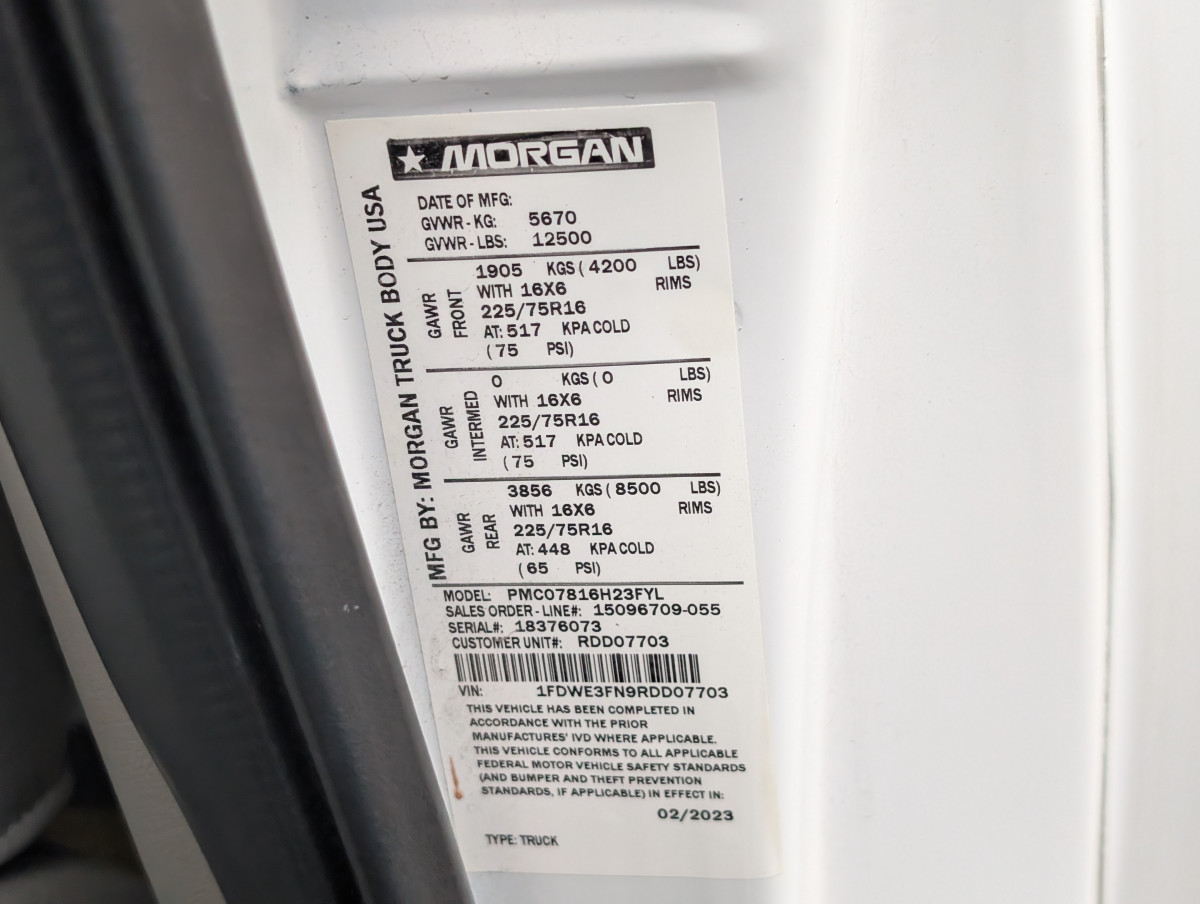 MORGAN
MFG BY: MORGAN TRUCK BODY USA
DATE OF MFG:
GVWR - KG: 5670
GVWR - LBS: 12500
GAWR FRONT
1905 KGS ( 4200 LBS)
WITH 16X6 RIMS
225/75R16
AT: 517 KPA COLD
( 75 PSI)
GAWR INTERMED
0 KGS ( 0 LBS)
WITH 16X6 RIMS
225/75R16
AT: 517 KPA COLD
( 75 PSI)
GAWR REAR
3856 KGS ( 8500 LBS)
WITH 16X6 RIMS
225/75R16
AT: 448 KPA COLD
( 65 PSI)
MODEL: PMC07816H23FYL
SALES ORDER - LINE#: 15096709-055
SERIAL#: 18376073
CUSTOMER UNIT#: RDD07703
VIN: 1FDWE3FN9RDD07703
THIS VEHICLE HAS BEEN COMPLETED IN
ACCORDANCE WITH THE PRIOR
MANUFACTURES' IVD WHERE APPLICABLE.
THIS VEHICLE CONFORMS TO ALL APPLICABLE
FEDERAL MOTOR VEHICLE SAFETY STANDARDS
(AND BUMPER AND THEFT PREVENTION
STANDARDS, IF APPLICABLE) IN EFFECT IN:
02/2023
TYPE: TRUCK